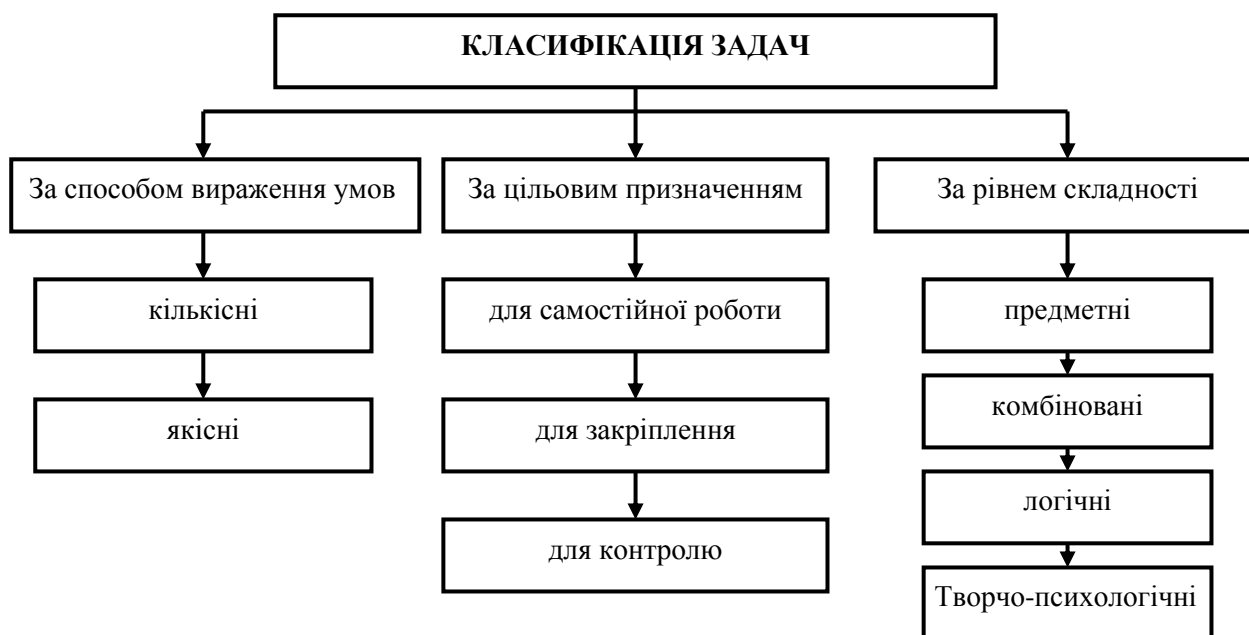 КЛАСИФІКАЦІЯ ЗАДАЧ
За способом вираження умов
кількісні
якісні
За цільовим призначенням
для самостійної роботи
для закріплення
для контролю
За рівнем складності
предметні
комбіновані
логічні
Творчо-психологічні